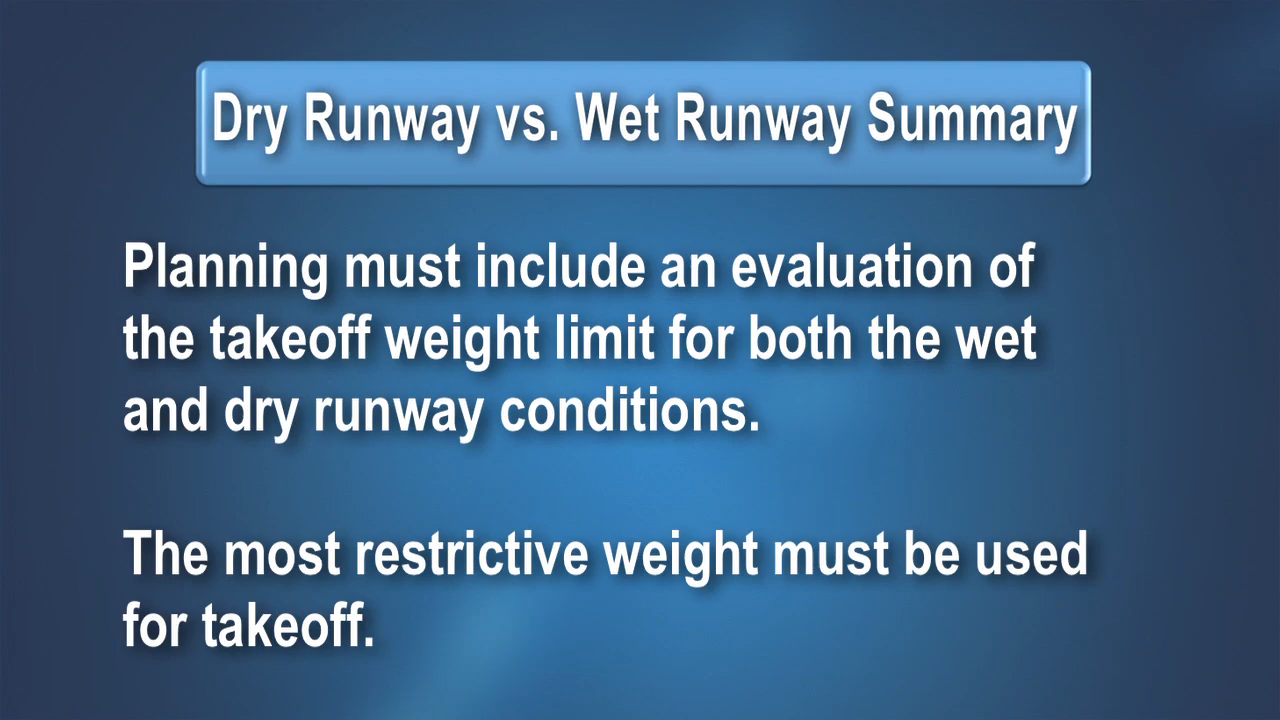 Dry Runway vs. Wet Runway Summary
Planning must include an evaluation of
the takeoff weight limit for both the wet
and dry runway conditions.
The most restrictive weight must be used
for takeoff.